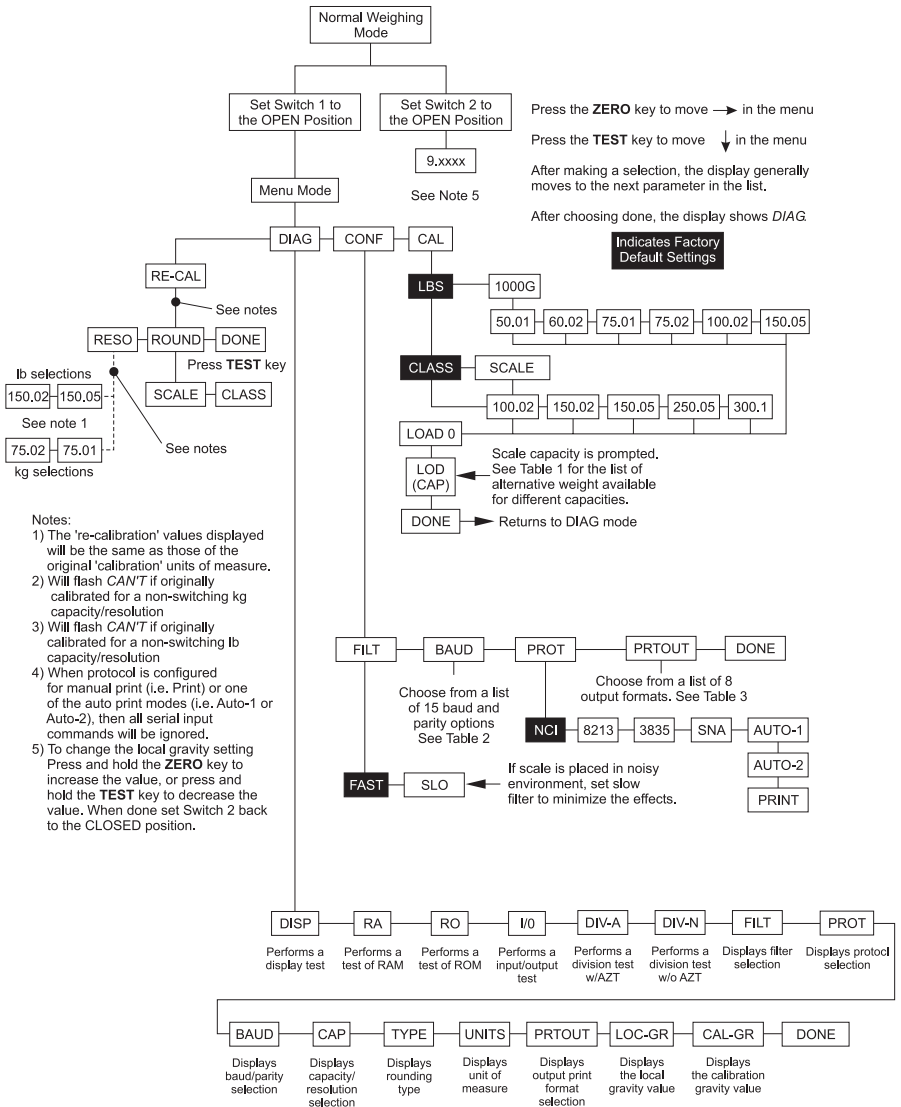 Normal Weighing
Mode
Set Switch 1 to
the OPEN Position
Set Switch 2 to
the OPEN Position
9.xxxx
See Note 5
Menu Mode
Press the ZERO key to move → in the menu
Press the TEST key to move ↓ in the menu
After making a selection, the display generally
moves to the next parameter in the list.
After choosing done, the display shows DIAG.
Indicates Factory
Default Settings
DIAG
CONF
CAL
RE-CAL
See notes
RESO
ROUND
DONE
Press TEST key
SCALE
CLASS
lb selections
150.02
150.05
See note 1
75.02
75.01
kg selections
See notes
LBS
1000G
50.01
60.02
75.01
75.02
100.02
150.05
CLASS
SCALE
100.02
150.02
150.05
250.05
300.1
LOAD 0
LOD
(CAP)
Scale capacity is prompted.
See Table 1 for the list of
alternative weight available
for different capacities.
DONE
Returns to DIAG mode
Notes:
1) The 're-calibration' values displayed
will be the same as those of the
original 'calibration' units of measure.
2) Will flash CAN'T if originally
calibrated for a non-switching kg
capacity/resolution
3) Will flash CAN'T if originally
calibrated for a non-switching lb
capacity/resolution
4) When protocol is configured
for manual print (i.e. Print) or one
of the auto print modes (i.e. Auto-1 or
Auto-2), then all serial input
commands will be ignored.
5) To change the local gravity setting
Press and hold the ZERO key to
increase the value, or press and
hold the TEST key to decrease the
value. When done set Switch 2 back
to the CLOSED position.
FILT
BAUD
PROT
PRTOUT
DONE
Choose from a list
of 15 baud and
parity options
See Table 2
Choose from a list of 8
output formats. See Table 3
NCI
8213
3835
SNA
AUTO-1
AUTO-2
PRINT
FAST
SLO
If scale is placed in noisy
environment, set slow
filter to minimize the effects.
DISP
RA
RO
I/0
DIV-A
DIV-N
FILT
PROT
Performs a
display test
Performs a
test of RAM
Performs a
test of ROM
Performs a
input/output
test
Performs a
division test
w/AZT
Performs a
division test
w/o AZT
Displays filter
selection
Displays protocl
selection
BAUD
CAP
TYPE
UNITS
PRTOUT
LOC-GR
CAL-GR
DONE
Displays
baud/parity
selection
Displays
capacity/
resolution
selection
Displays
rounding
type
Displays
unit of
measure
Displays
output print
format
selection
Displays
the local
gravity value
Displays
the calibration
gravity value